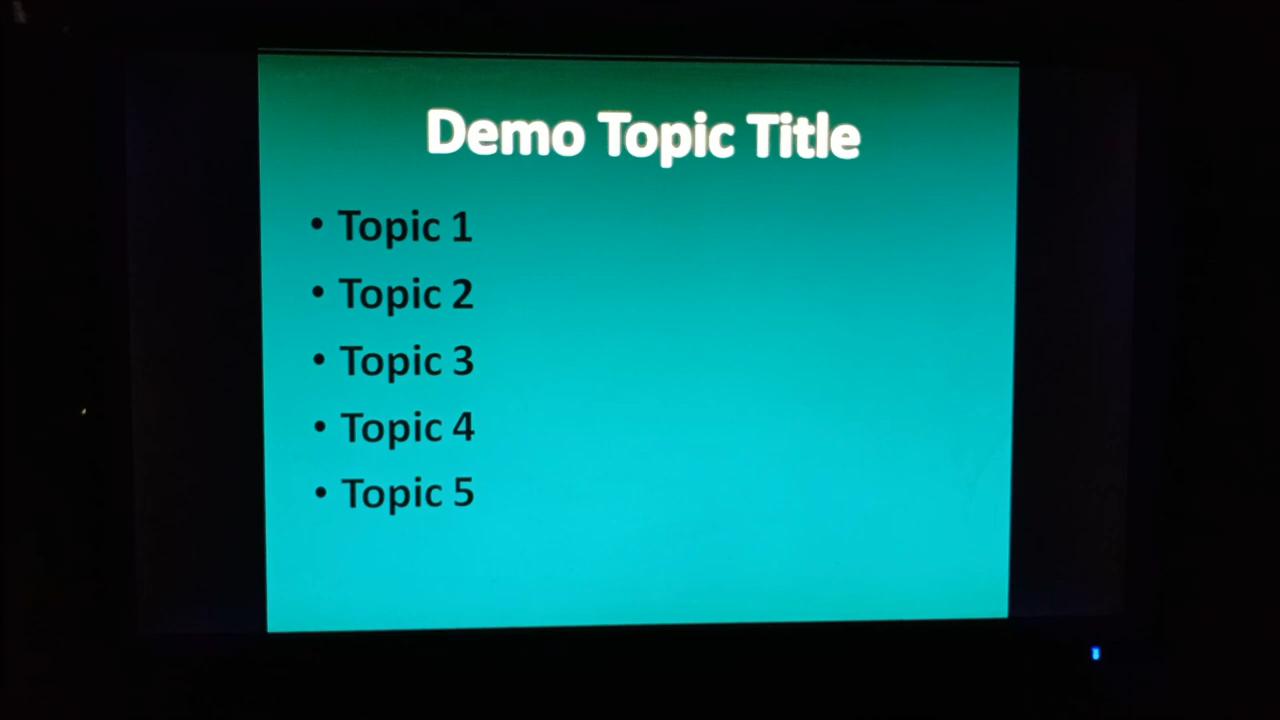 Demo Topic Title
• Topic 1
• Topic 2
• Topic 3
• Topic 4
• Topic 5